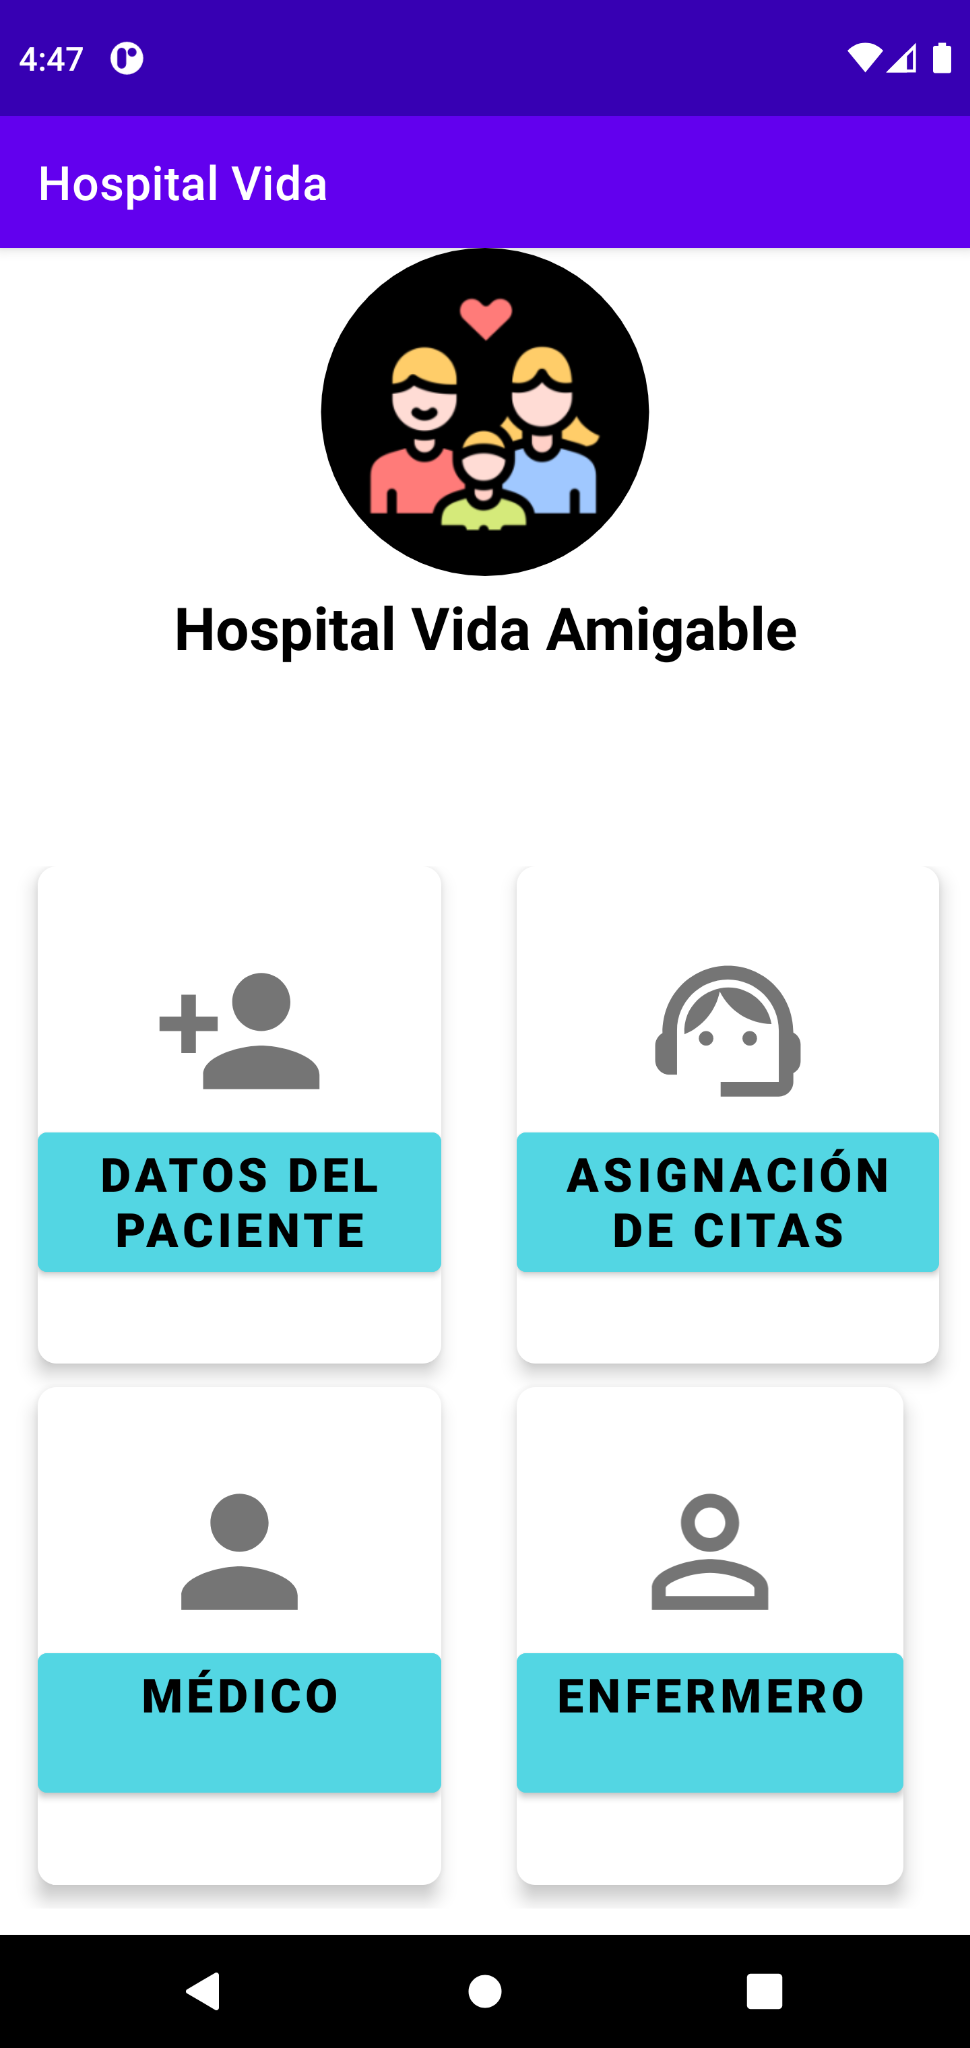 4:47
Hospital Vida
Hospital Vida Amigable
DATOS DEL
PACIENTE
ASIGNACIÓN
DE CITAS
MÉDICO
ENFERMERO